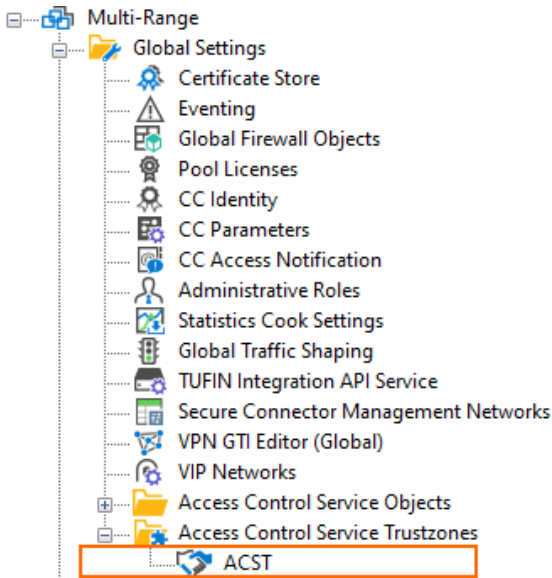 Multi-Range
Global Settings
Certificate Store
Eventing
Global Firewall Objects
Pool Licenses
CC Identity
CC Parameters
CC Access Notification
Administrative Roles
Statistics Cook Settings
Global Traffic Shaping
TUFIN Integration API Service
Secure Connector Management Networks
VPN GTI Editor (Global)
VIP Networks
Access Control Service Objects
Access Control Service Trustzones
ACST